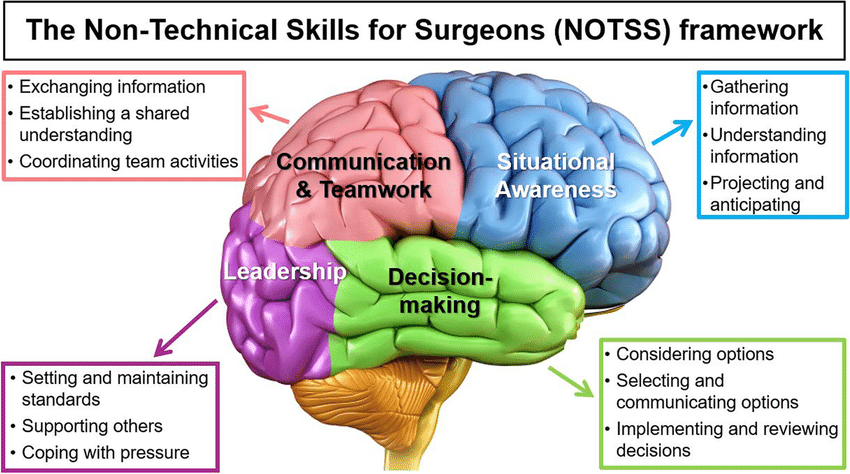 The Non-Technical Skills for Surgeons (NOTSS) framework
• Exchanging information
• Establishing a shared
understanding
• Coordinating team activities
Communication
& Teamwork
Situational
Awareness
• Gathering
information
• Understanding
information
• Projecting and
anticipating
Leadership
Decision-
making
• Setting and maintaining
standards
• Supporting others
• Coping with pressure
• Considering options
• Selecting and
communicating options
• Implementing and reviewing
decisions